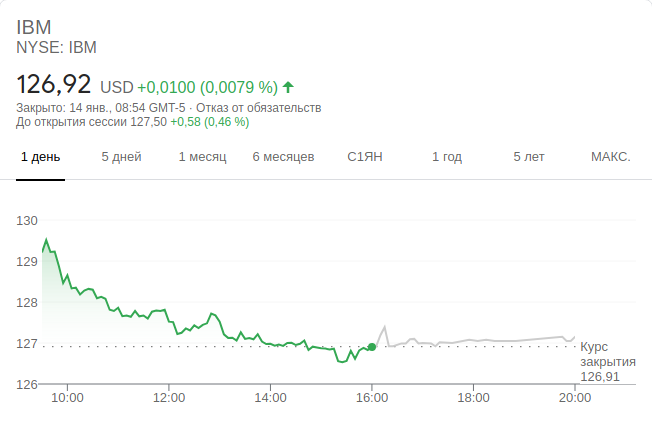 IBM
NYSE: IBM
126,92 USD +0,0100 (0,0079 %)
Закрыто: 14 янв., 08:54 GMT-5 · Отказ от обязательств
До открытия сессии 127,50 +0,58 (0,46 %)
1 день 5 дней 1 месяц 6 месяцев С1ЯН 1 год 5 лет МАКС.
130
129
128
127
Курс
закрытия
126,91
126
10:00 12:00 14:00 16:00 18:00 20:00